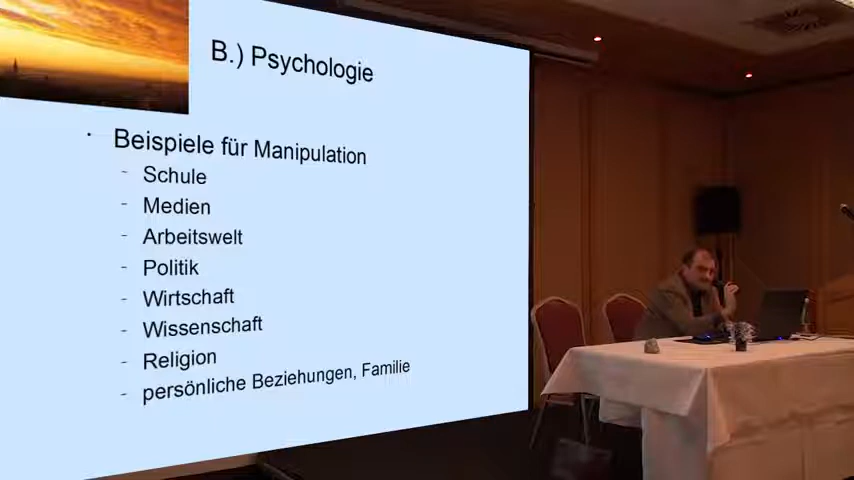 B.) Psychologie
• Beispiele für Manipulation
- Schule
- Medien
- Arbeitswelt
- Politik
- Wirtschaft
- Wissenschaft
- Religion
- persönliche Beziehungen, Familie